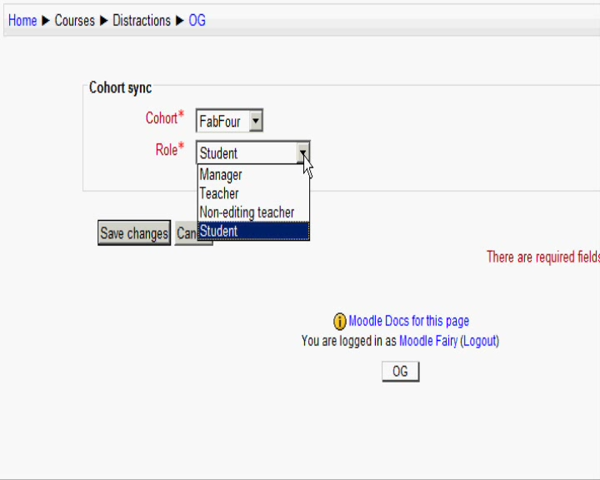 Home ► Courses ► Distractions ► OG
Cohort sync
Cohort* FabFour
Role* Student
Manager
Teacher
Non-editing teacher
Student
Save changes Can
There are required fields
Moodle Docs for this page
You are logged in as Moodle Fairy (Logout)
OG